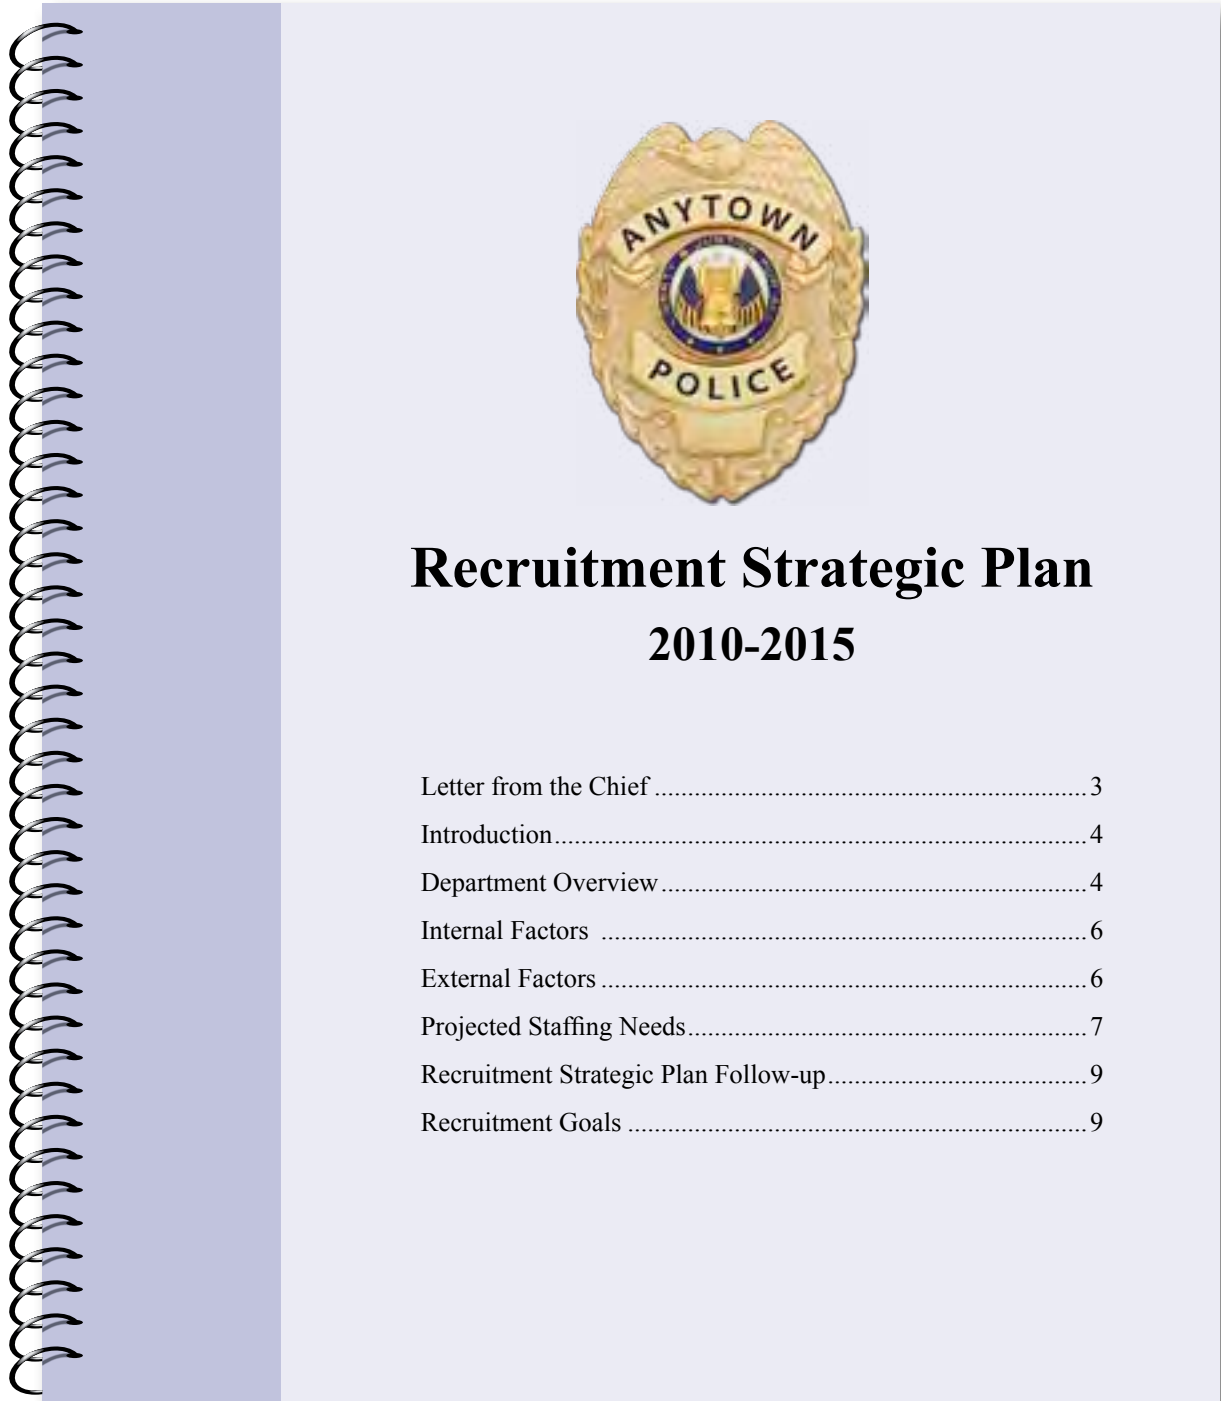 ANYTOWN
POLICE
Recruitment Strategic Plan
2010-2015
Letter from the Chief ................................................................. 3
Introduction ................................................................................ 4
Department Overview ................................................................ 4
Internal Factors ......................................................................... 6
External Factors ......................................................................... 6
Projected Staffing Needs ............................................................ 7
Recruitment Strategic Plan Follow-up ....................................... 9
Recruitment Goals ..................................................................... 9